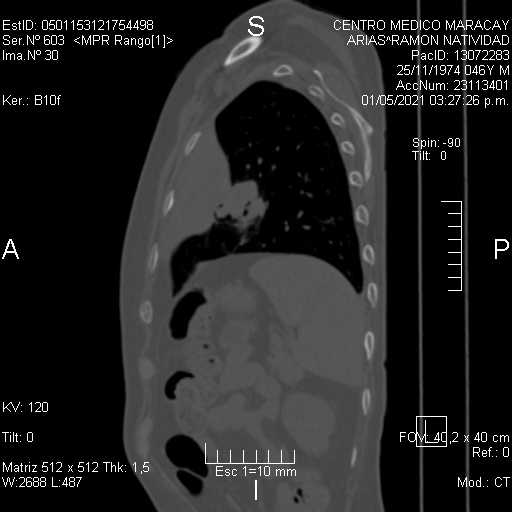 EstID: 0501153121754498
Ser.Nº 603 <MPR Rango[1]>
Ima.Nº 30
Ker.: B10f
S
CENTRO MEDICO MARACAY
ARIAS^RAMON NATIVIDAD
PacID: 13072283
25/11/1974 046Y M
AccNum: 23113401
01/05/2021 03:27:26 p.m.
Spin: -90
Tilt: 0
A
P
KV: 120
Tilt: 0
Matriz 512 x 512 Thk: 1,5
W:2688 L:487
Esc 1=10 mm
I
FOV: 40,2 x 40 cm
Ref.: 0
Mod.: CT